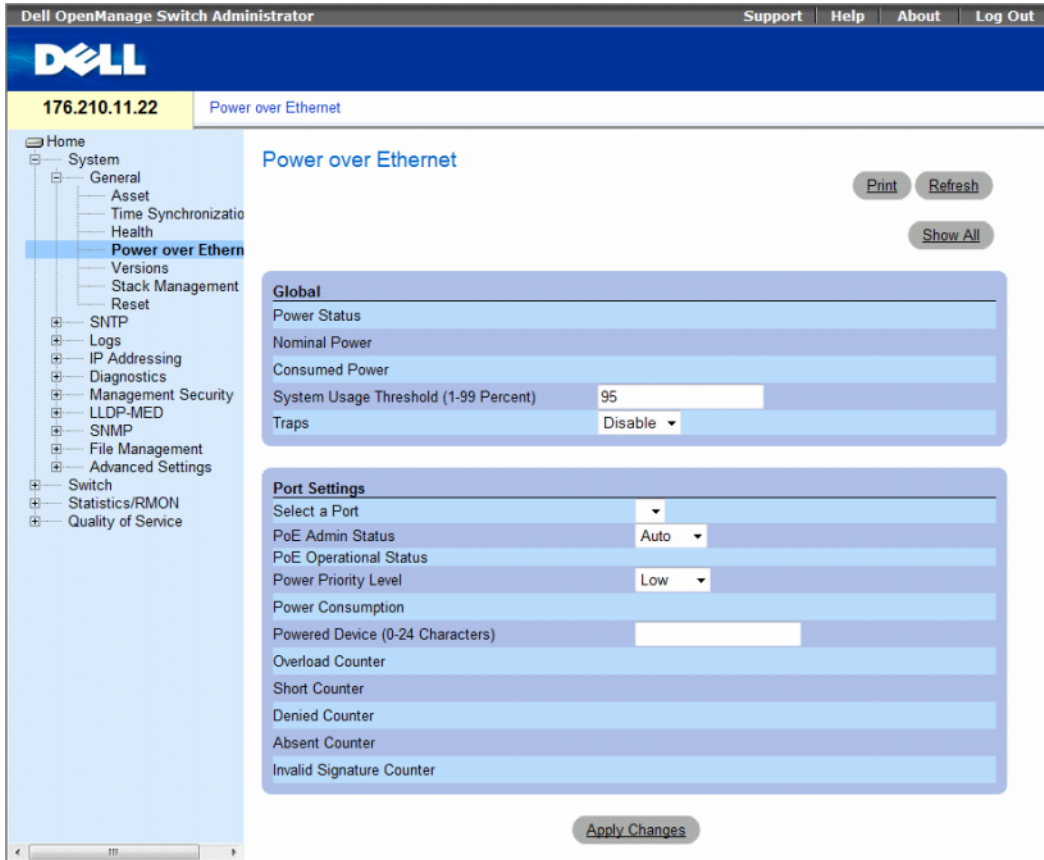 Dell OpenManage Switch Administrator
Support Help About Log Out
DELL
176.210.11.22
Power over Ethernet
Home
System
General
Asset
Time Synchronizatio
Health
Power over Ethern
Versions
Stack Management
Reset
SNTP
Logs
IP Addressing
Diagnostics
Management Security
LLDP-MED
SNMP
File Management
Advanced Settings
Switch
Statistics/RMON
Quality of Service
Power over Ethernet
Print Refresh
Show All
Global
Power Status
Nominal Power
Consumed Power
System Usage Threshold (1-99 Percent) 95
Traps Disable
Port Settings
Select a Port
PoE Admin Status Auto
PoE Operational Status
Power Priority Level Low
Power Consumption
Powered Device (0-24 Characters)
Overload Counter
Short Counter
Denied Counter
Absent Counter
Invalid Signature Counter
Apply Changes